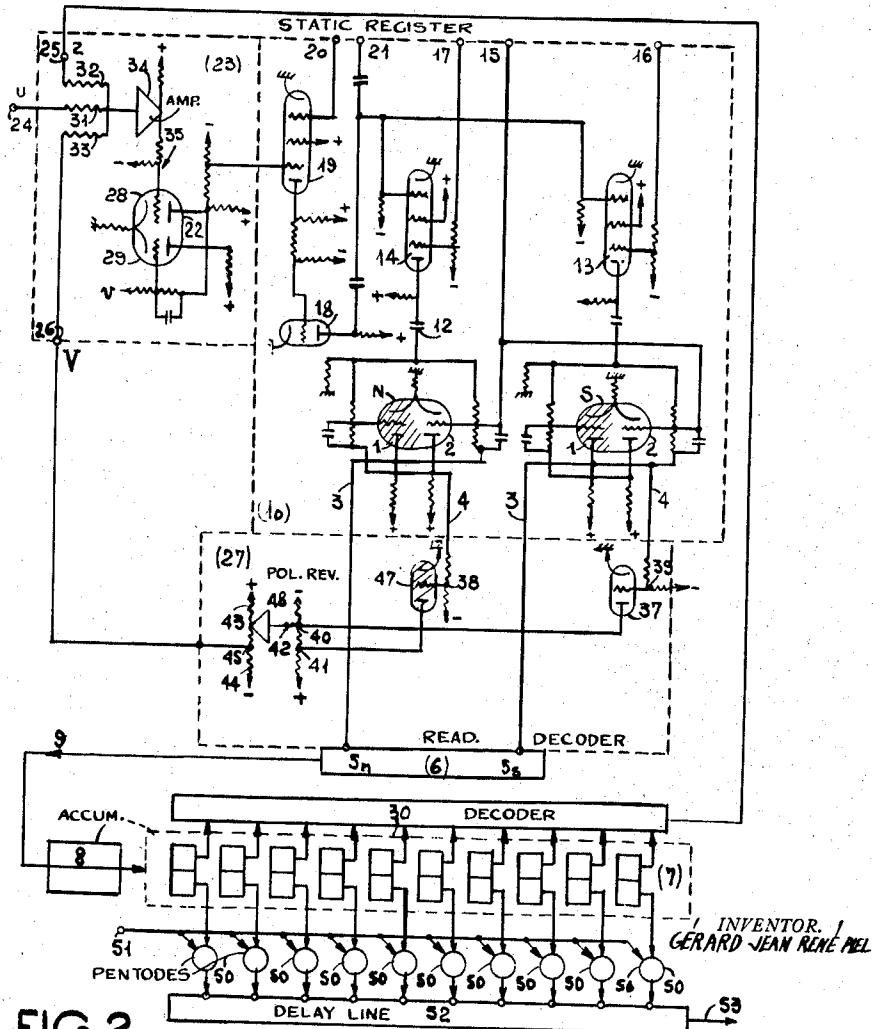 STATIC REGISTER
25 2 32 34 (23) 20 21 17 15 16
U
24 31 AMP.
33 35 19
28 22 14 13
29
v
18 12
26
V
N S
1 2 1 2
3 4 3 4
(10)
(27) POL. REV. 47 38 39
37
43 48 40
42
45 41
44
READ. DECODER
9 5n (6) 5s
ACCUM. 30 DECODER
8 (7)
51 INVENTOR.
GERARD JEAN RENÉ PIEL
PENTODES 50 50 50 50 50 50 50 50 50 50
DELAY LINE 52 53
FIG. 2